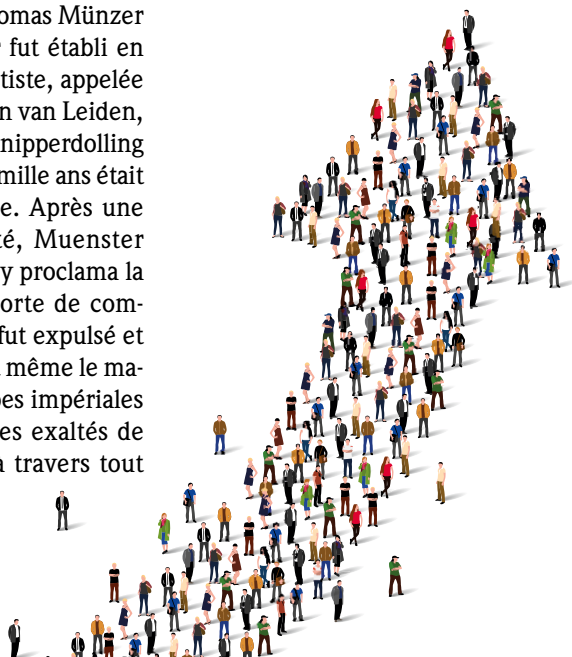 omas Münzer
fut établi en
tiste, appelée
n van Leiden,
nipperdolling
mille ans était
e. Après une
té, Muenster
y proclama la
orte de com-
fut expulsé et
même le ma-
es impériales
es exaltés de
travers tout